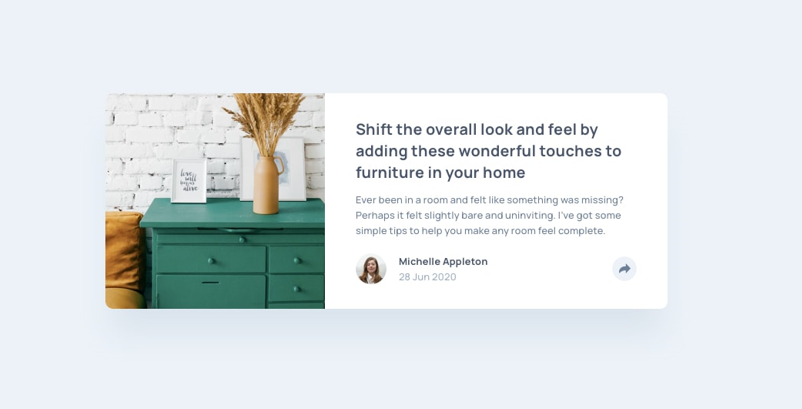 Shift the overall look and feel by
adding these wonderful touches to
furniture in your home
Ever been in a room and felt like something was missing?
Perhaps it felt slightly bare and uninviting. I've got some
simple tips to help you make any room feel complete.
Michelle Appleton
28 Jun 2020